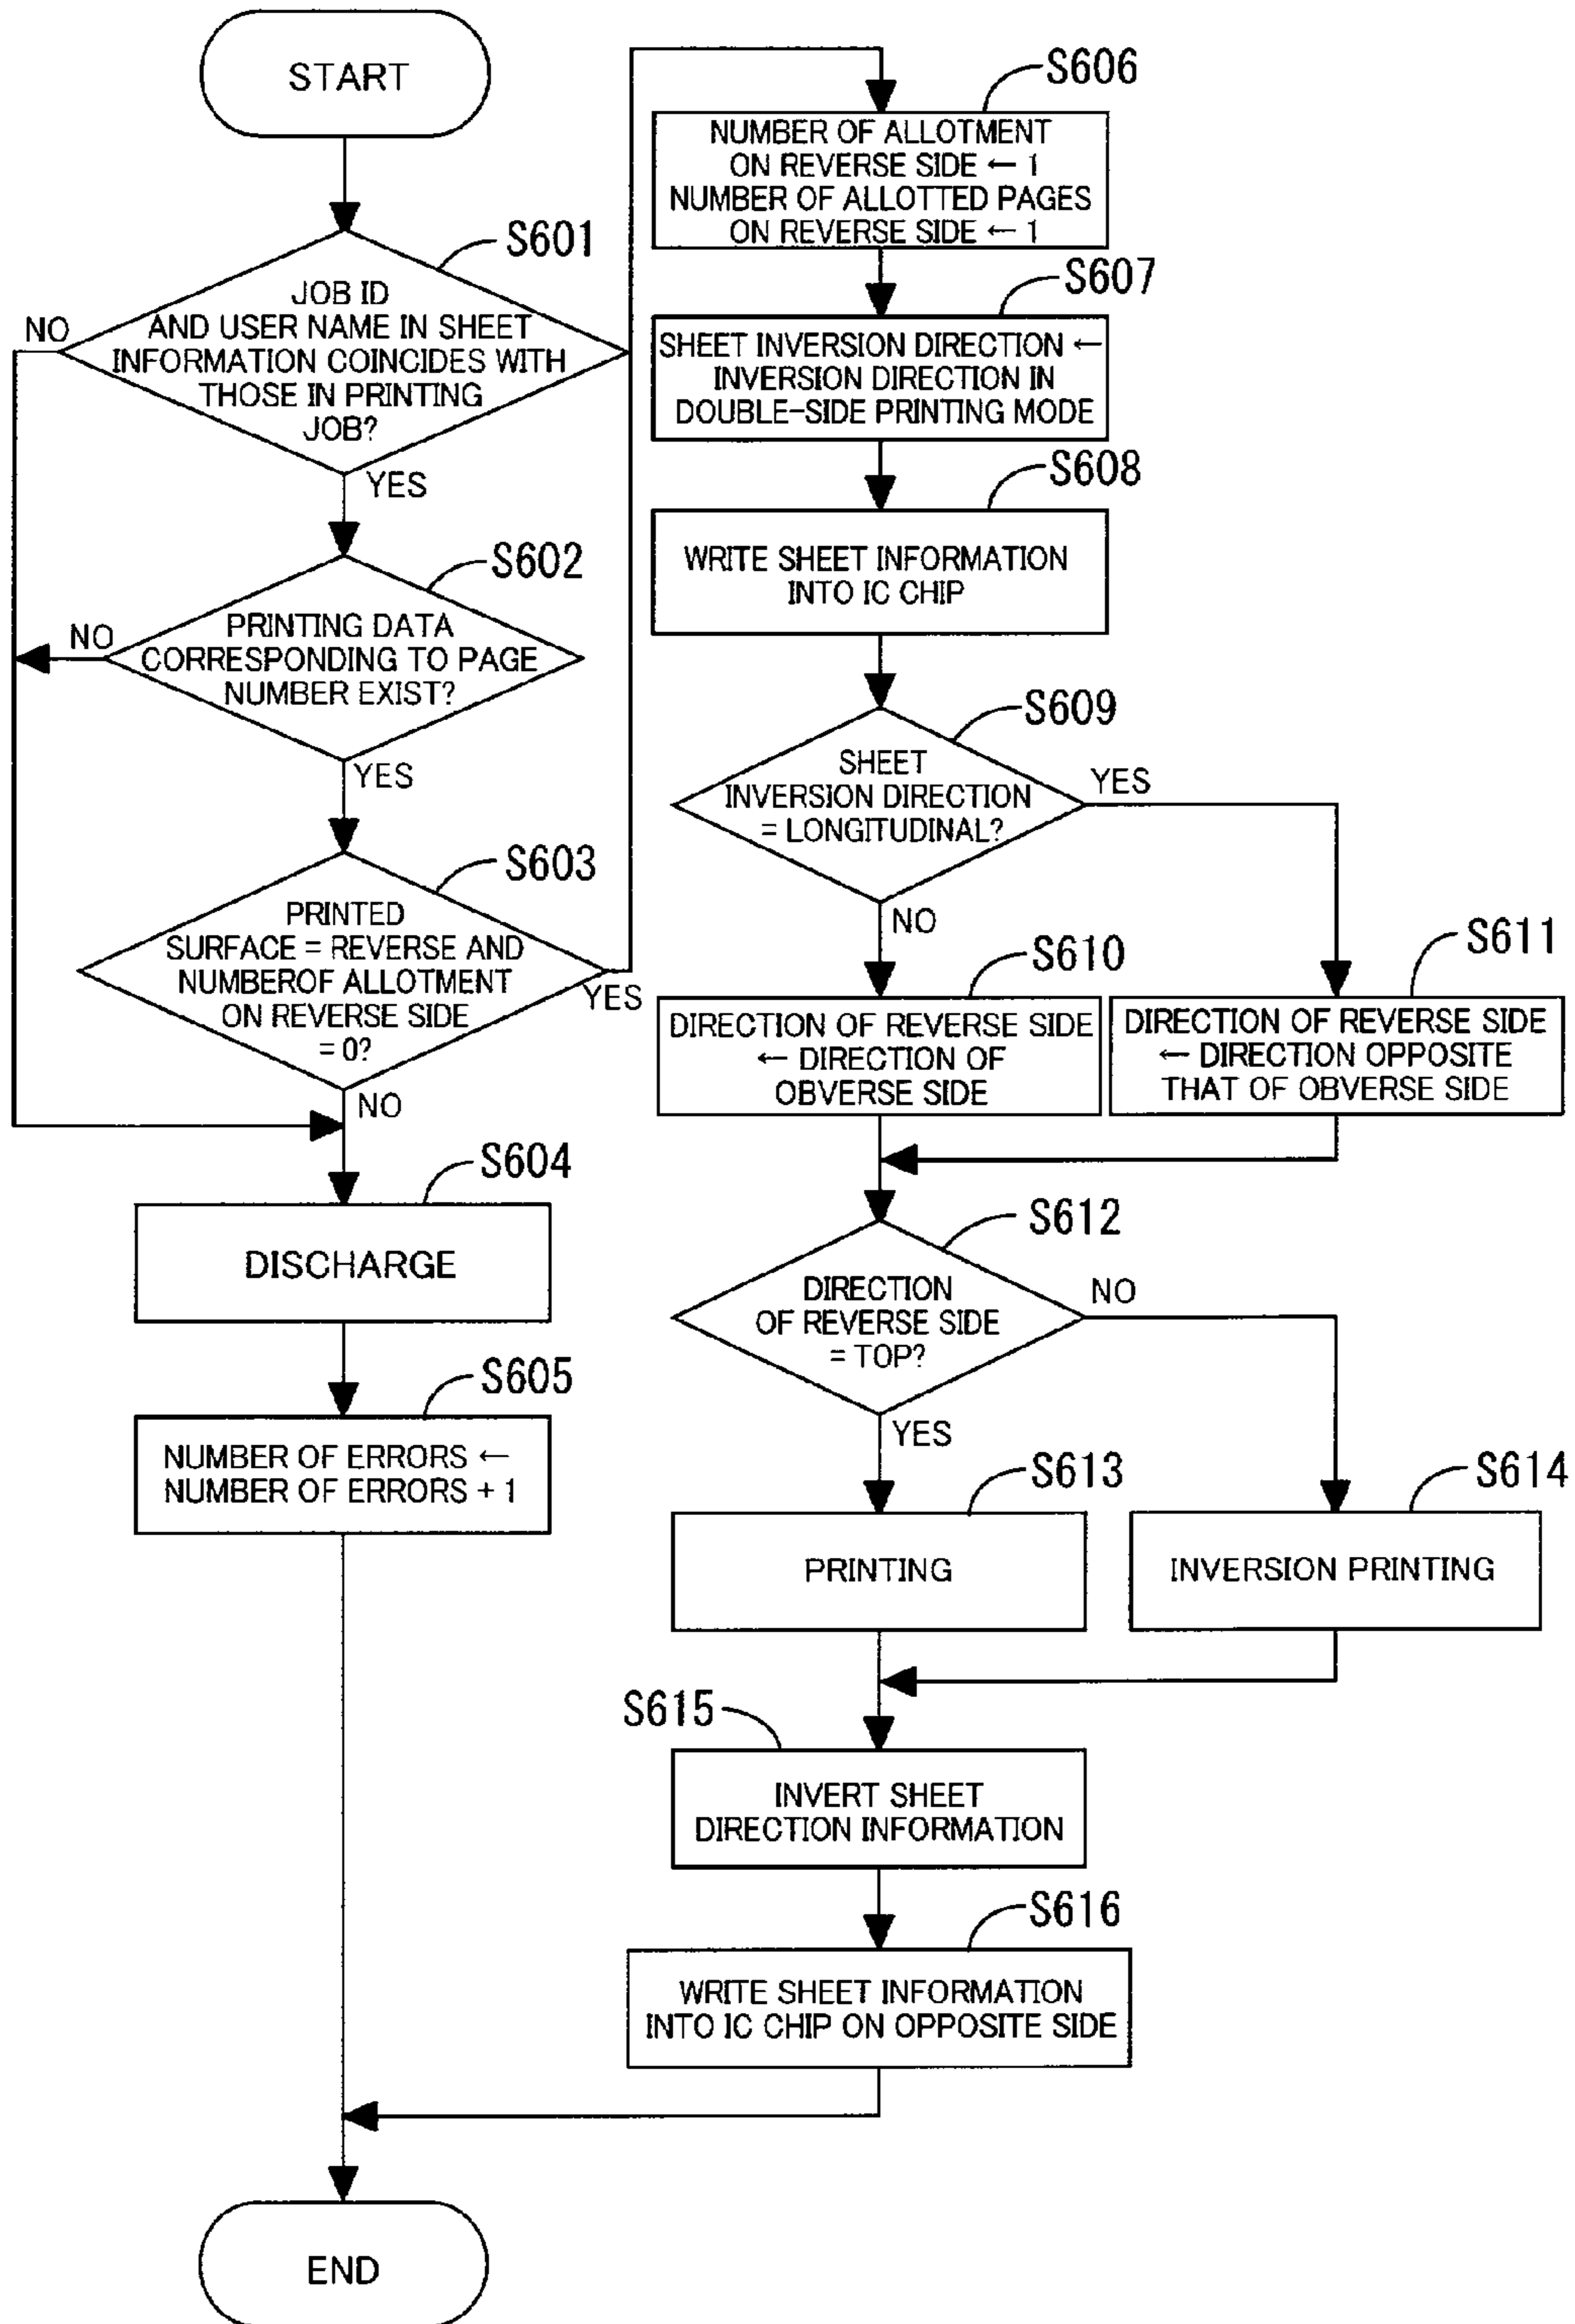 START
S601
JOB ID
AND USER NAME IN SHEET
INFORMATION COINCIDES WITH
THOSE IN PRINTING
JOB?
NO
YES
S602
PRINTING DATA
CORRESPONDING TO PAGE
NUMBER EXIST?
NO
YES
S603
PRINTED
SURFACE = REVERSE AND
NUMBEROF ALLOTMENT
ON REVERSE SIDE
= 0?
YES
NO
S604
DISCHARGE
S605
NUMBER OF ERRORS ←
NUMBER OF ERRORS + 1
S606
NUMBER OF ALLOTMENT
ON REVERSE SIDE ← 1
NUMBER OF ALLOTTED PAGES
ON REVERSE SIDE ← 1
S607
SHEET INVERSION DIRECTION ←
INVERSION DIRECTION IN
DOUBLE-SIDE PRINTING MODE
S608
WRITE SHEET INFORMATION
INTO IC CHIP
S609
SHEET
INVERSION DIRECTION
= LONGITUDINAL?
YES
NO
S610
DIRECTION OF REVERSE SIDE
← DIRECTION OF
OBVERSE SIDE
S611
DIRECTION OF REVERSE SIDE
← DIRECTION OPPOSITE
THAT OF OBVERSE SIDE
S612
DIRECTION
OF REVERSE SIDE
= TOP?
NO
YES
S613
PRINTING
S614
INVERSION PRINTING
S615
INVERT SHEET
DIRECTION INFORMATION
S616
WRITE SHEET INFORMATION
INTO IC CHIP ON OPPOSITE SIDE
END